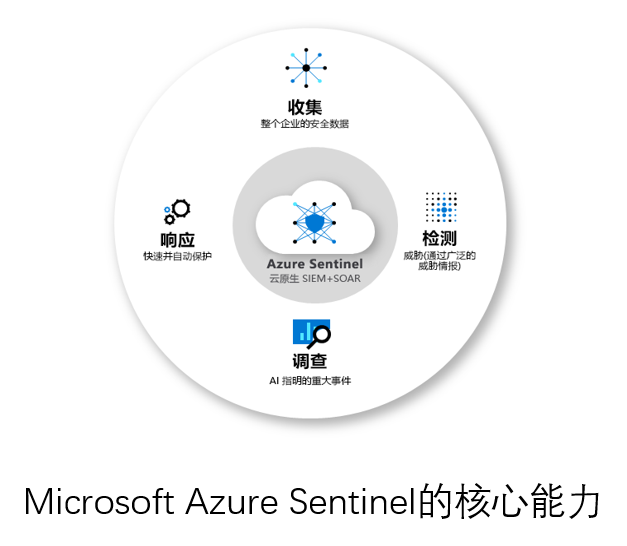 收集
整个企业的安全数据
响应
快速并自动保护
Azure Sentinel
云原生 SIEM+SOAR
检测
威胁(通过广泛的
威胁情报)
调查
AI 指明的重大事件
Microsoft Azure Sentinel的核心能力